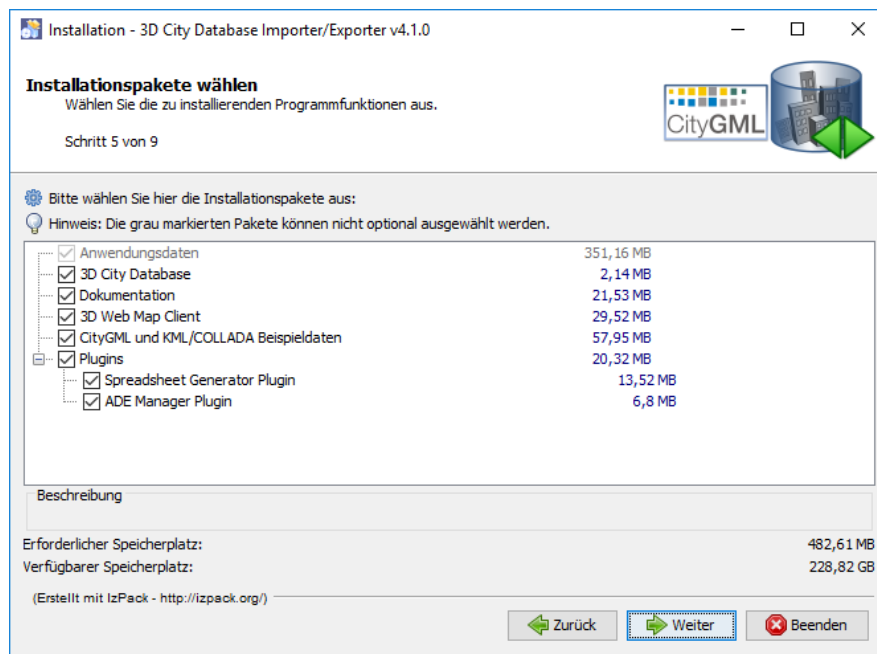 Installation - 3D City Database Importer/Exporter v4.1.0
Installationspakete wählen
Wählen Sie die zu installierenden Programmfunktionen aus.
Schritt 5 von 9
CityGML
Bitte wählen Sie hier die Installationspakete aus:
Hinweis: Die grau markierten Pakete können nicht optional ausgewählt werden.
Anwendungsdaten 351,16 MB
3D City Database 2,14 MB
Dokumentation 21,53 MB
3D Web Map Client 29,52 MB
CityGML und KML/COLLADA Beispieldaten 57,95 MB
Plugins 20,32 MB
Spreadsheet Generator Plugin 13,52 MB
ADE Manager Plugin 6,8 MB
Beschreibung
Erforderlicher Speicherplatz: 482,61 MB
Verfügbarer Speicherplatz: 228,82 GB
(Erstellt mit IzPack - http://izpack.org/)
Zurück Weiter Beenden